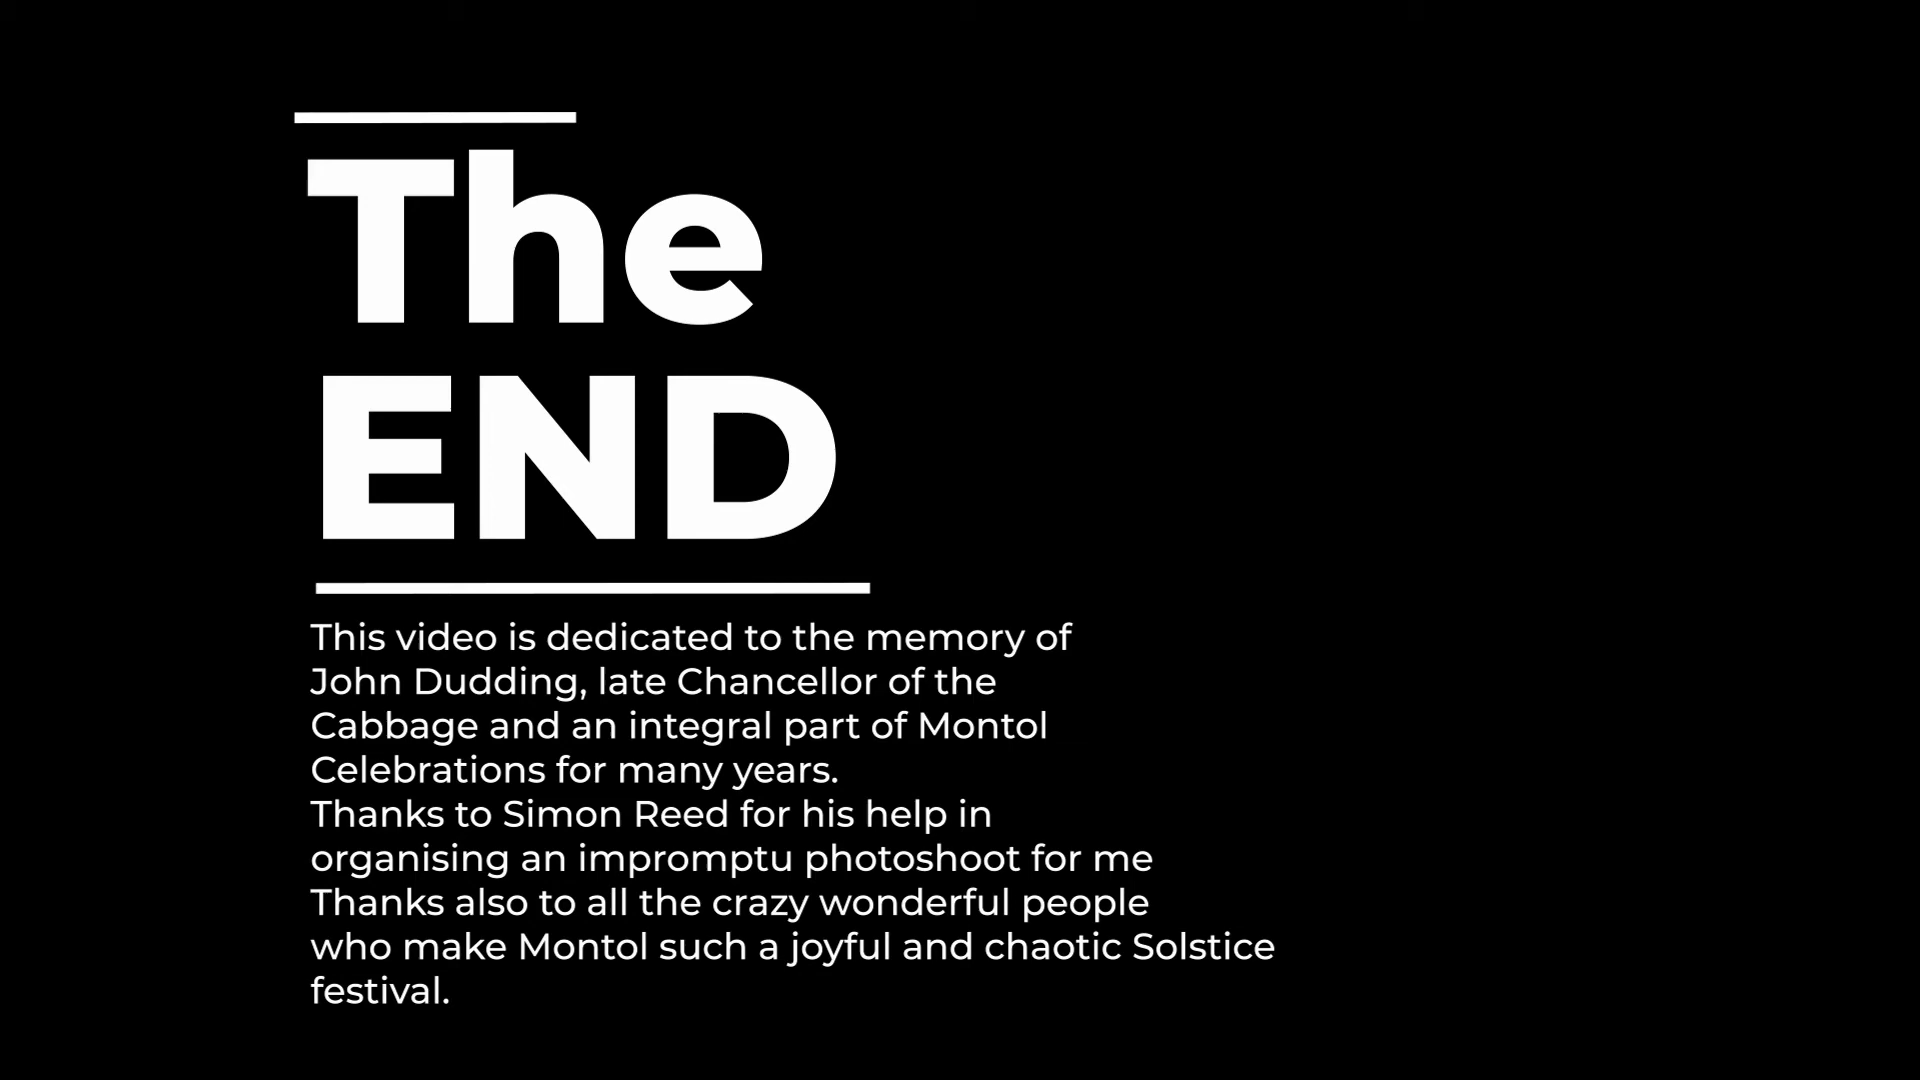 The
END
This video is dedicated to the memory of
John Dudding, late Chancellor of the
Cabbage and an integral part of Montol
Celebrations for many years.
Thanks to Simon Reed for his help in
organising an impromptu photoshoot for me
Thanks also to all the crazy wonderful people
who make Montol such a joyful and chaotic Solstice
festival.